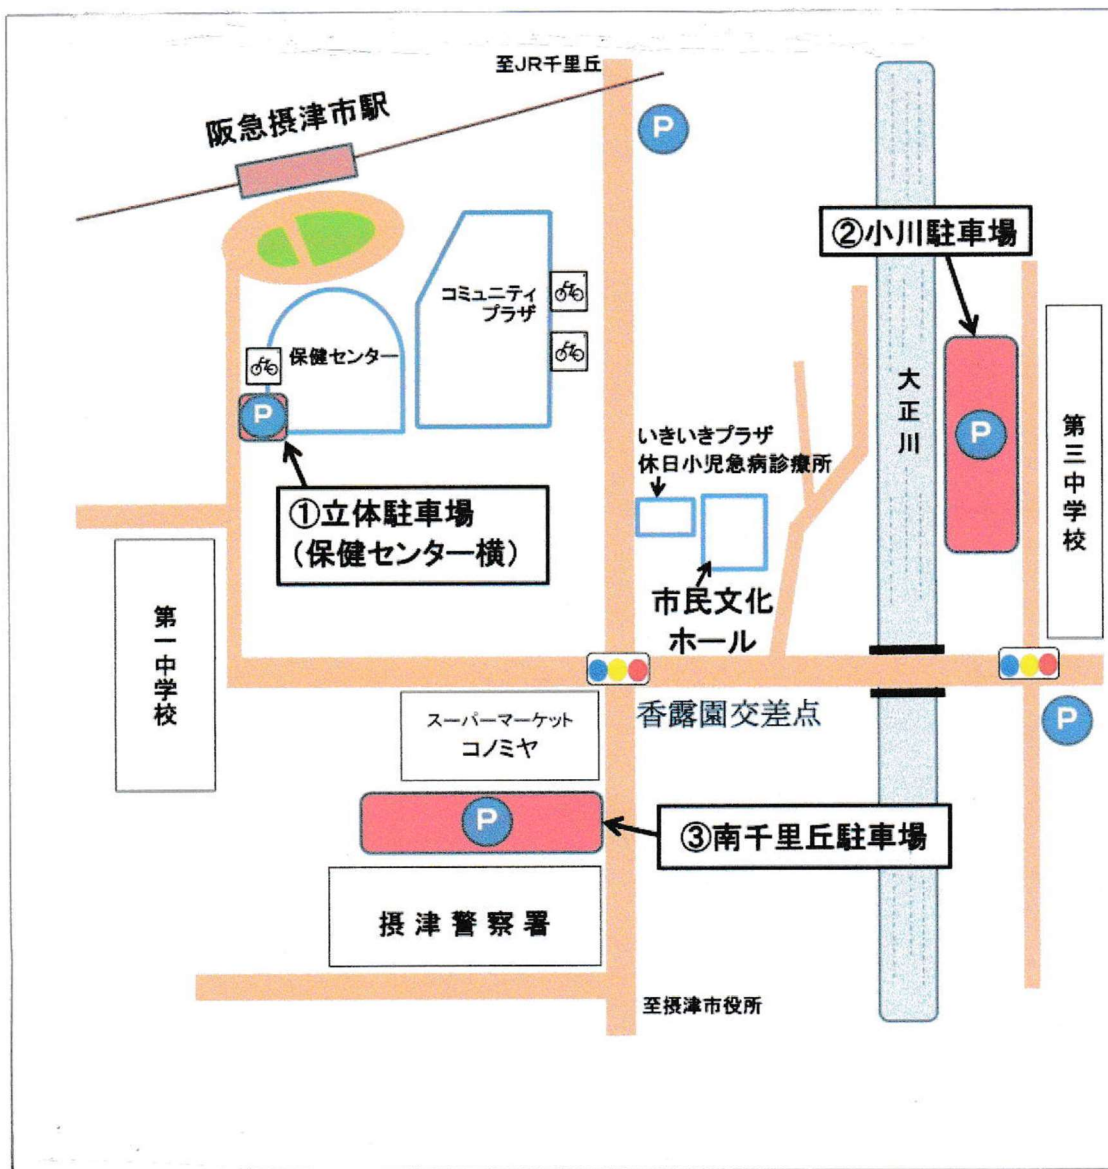 至JR千里丘
阪急摂津市駅
P
②小川駐車場
コミュニティ
プラザ
保健センター
P
大正川
P
第三中学校
いきいきプラザ
休日小児急病診療所
①立体駐車場
（保健センター横）
市民文化
ホール
第一中学校
香露園交差点
P
スーパーマーケット
コノミヤ
P
③南千里丘駐車場
摂津警察署
至摂津市役所